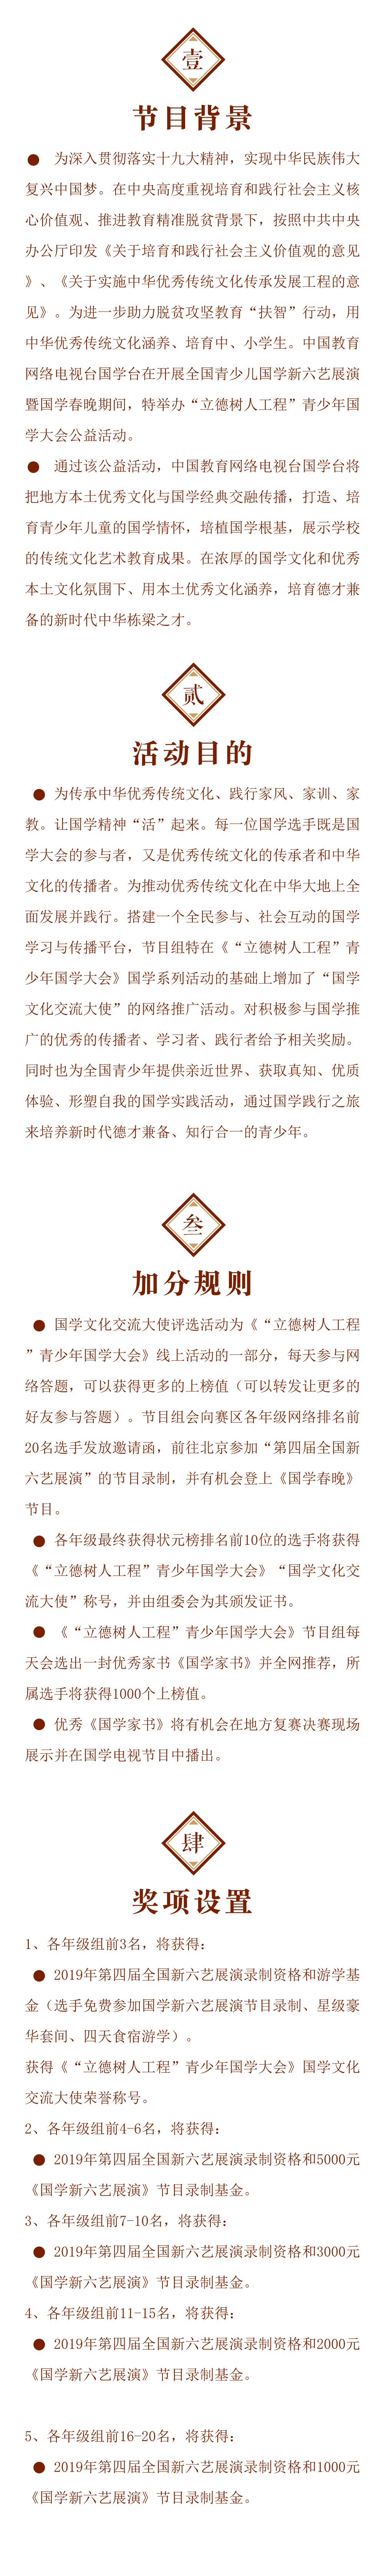 壹
节目背景
● 为深入贯彻落实十九大精神，实现中华民族伟大
复兴中国梦。在中央高度重视培育和践行社会主义核
心价值观、推进教育精准脱贫背景下，按照中共中央
办公厅印发《关于培育和践行社会主义价值观的意见
》、《关于实施中华优秀传统文化传承发展工程的意
见》。为进一步助力脱贫攻坚教育“扶智”行动，用
中华优秀传统文化涵养、培育中、小学生。中国教育
网络电视台国学台在开展全国青少儿国学新六艺展演
暨国学春晚期间，特举办“立德树人工程”青少年国
学大会公益活动。
● 通过该公益活动，中国教育网络电视台国学台将
把地方本土优秀文化与国学经典交融传播，打造、培
育青少年儿童的国学情怀，培植国学根基，展示学校
的传统文化艺术教育成果。在浓厚的国学文化和优秀
本土文化氛围下、用本土优秀文化涵养，培育德才兼
备的新时代中华栋梁之才。
贰
活动目的
● 为传承中华优秀传统文化、践行家风、家训、家
教。让国学精神“活”起来。每一位国学选手既是国
学大会的参与者，又是优秀传统文化的传承者和中华
文化的传播者。为推动优秀传统文化在中华大地上全
面发展并践行。搭建一个全民参与、社会互动的国学
学习与传播平台，节目组特在《“立德树人工程”青
少年国学大会》国学系列活动的基础上增加了“国学
文化交流大使”的网络推广活动。对积极参与国学推
广的优秀的传播者、学习者、践行者给予相关奖励。
同时也为全国青少年提供亲近世界、获取真知、优质
体验、形塑自我的国学实践活动，通过国学践行之旅
来培养新时代德才兼备、知行合一的青少年。
叁
加分规则
● 国学文化交流大使评选活动为《“立德树人工程
”青少年国学大会》线上活动的一部分，每天参与网
络答题，可以获得更多的上榜值（可以转发让更多的
好友参与答题）。节目组会向赛区各年级网络排名前
20名选手发放邀请函，前往北京参加“第四届全国新
六艺展演”的节目录制，并有机会登上《国学春晚》
节目。
● 各年级最终获得状元榜排名前10位的选手将获得
《“立德树人工程”青少年国学大会》“国学文化交
流大使”称号，并由组委会为其颁发证书。
● 《“立德树人工程”青少年国学大会》节目组每
天会选出一封优秀家书《国学家书》并全网推荐，所
属选手将获得1000个上榜值。
● 优秀《国学家书》将有机会在地方复赛决赛现场
展示并在国学电视节目中播出。
肆
奖项设置
1、各年级组前3名，将获得：
● 2019年第四届全国新六艺展演录制资格和游学基
金（选手免费参加国学新六艺展演节目录制、星级豪
华套间、四天食宿游学）。
获得《“立德树人工程”青少年国学大会》国学文化
交流大使荣誉称号。
2、各年级组前4-6名，将获得：
● 2019年第四届全国新六艺展演录制资格和5000元
《国学新六艺展演》节目录制基金。
3、各年级组前7-10名，将获得：
● 2019年第四届全国新六艺展演录制资格和3000元
《国学新六艺展演》节目录制基金。
4、各年级组前11-15名，将获得：
● 2019年第四届全国新六艺展演录制资格和2000元
《国学新六艺展演》节目录制基金。
5、各年级组前16-20名，将获得：
● 2019年第四届全国新六艺展演录制资格和1000元
《国学新六艺展演》节目录制基金。